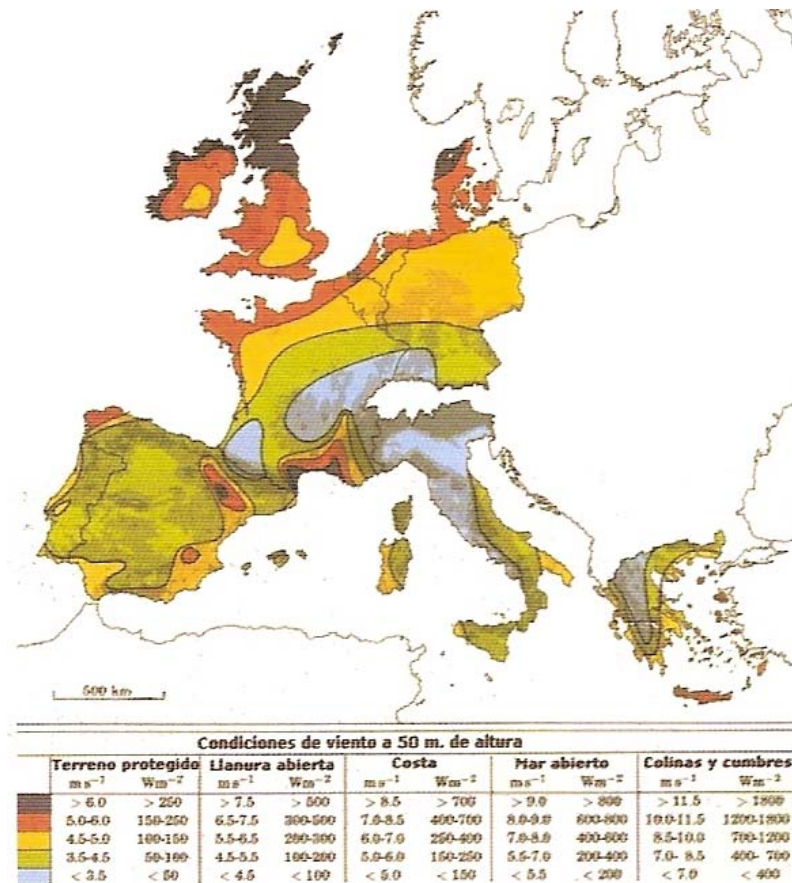 500 km
Condiciones de viento a 50 m. de altura
Terreno protegido Llanura abierta Costa Mar abierto Colinas y cumbres
m s⁻¹ Wm⁻² m s⁻¹ Wm⁻² m s⁻¹ Wm⁻² m s⁻¹ Wm⁻² m s⁻¹ Wm⁻²
> 6.0 > 250 > 7.5 > 500 > 8.5 > 700 > 9.0 > 800 > 11.5 > 1800
5.0-6.0 150-250 6.5-7.5 300-500 7.0-8.5 400-700 8.0-9.0 600-800 10.0-11.5 1200-1800
4.5-5.0 100-150 5.5-6.5 200-300 6.0-7.0 250-400 7.0-8.0 400-600 8.5-10.0 700-1200
3.5-4.5 50-100 4.5-5.5 100-200 5.0-6.0 150-250 5.5-7.0 200-400 7.0- 8.5 400- 700
< 3.5 < 50 < 4.5 < 100 < 5.0 < 150 < 5.5 < 200 < 7.0 < 400